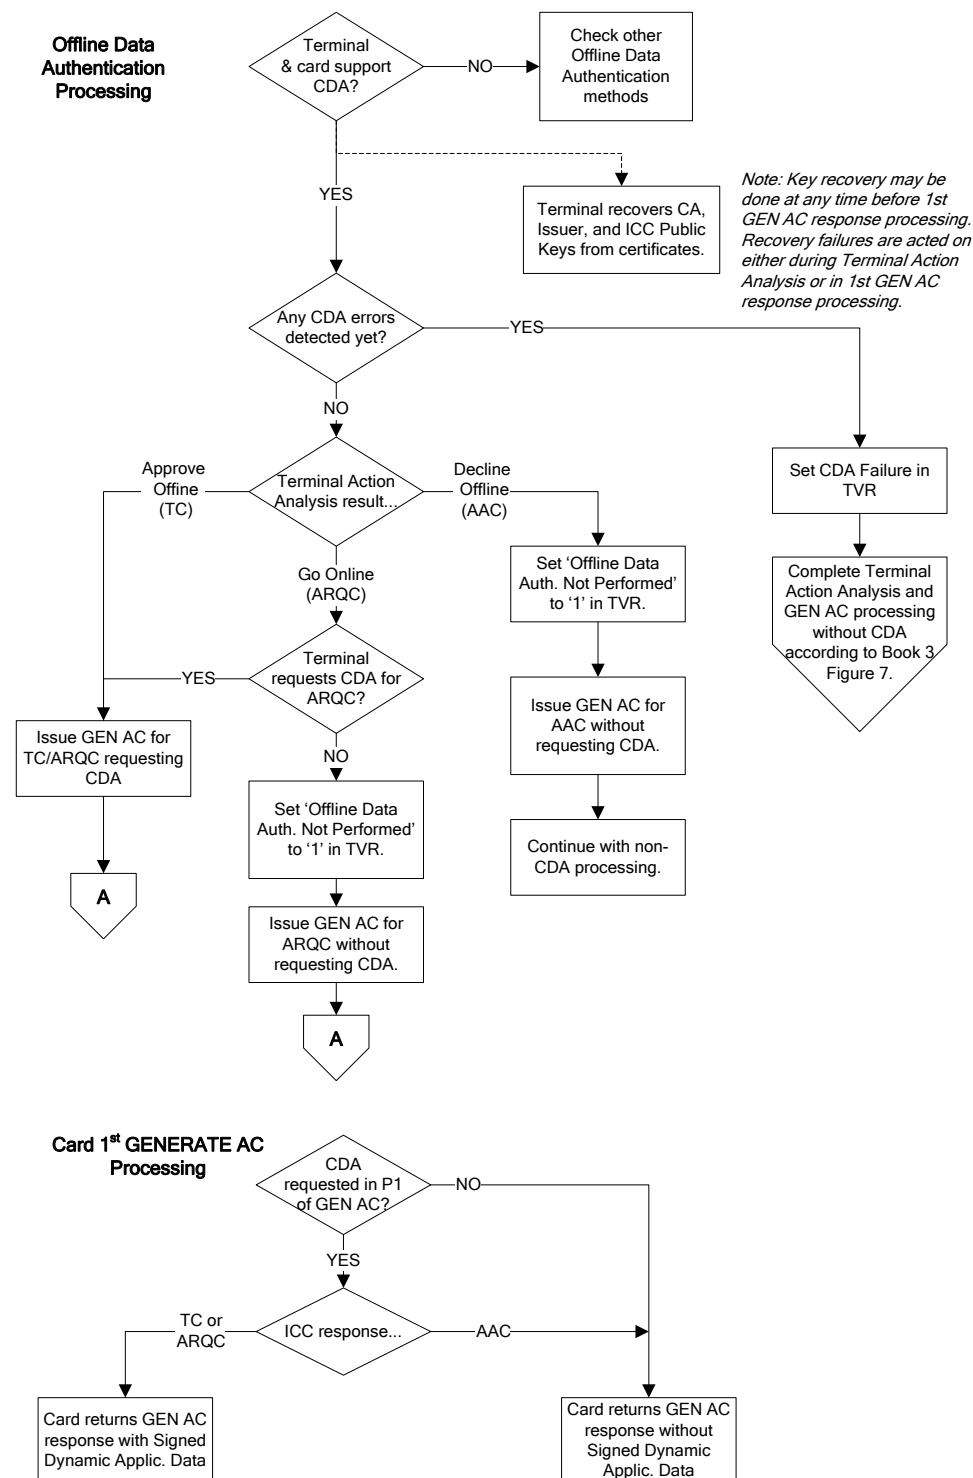 Offline Data
Authentication
Processing
Terminal
& card support
CDA?
NO
Check other
Offline Data
Authentication
methods
YES
Terminal recovers CA,
Issuer, and ICC Public
Keys from certificates.
Note: Key recovery may be
done at any time before 1st
GEN AC response processing.
Recovery failures are acted on
either during Terminal Action
Analysis or in 1st GEN AC
response processing.
Any CDA errors
detected yet?
YES
NO
Set CDA Failure in
TVR
Complete Terminal
Action Analysis and
GEN AC processing
without CDA
according to Book 3
Figure 7.
Terminal Action
Analysis result...
Approve
Offine
(TC)
Decline
Offline
(AAC)
Go Online
(ARQC)
Set ‘Offline Data
Auth. Not Performed’
to ‘1’ in TVR.
Issue GEN AC for
AAC without
requesting CDA.
Continue with non-
CDA processing.
Terminal
requests CDA for
ARQC?
YES
NO
Issue GEN AC for
TC/ARQC requesting
CDA
A
Set ‘Offline Data
Auth. Not Performed’
to ‘1’ in TVR.
Issue GEN AC for
ARQC without
requesting CDA.
A
Card 1st GENERATE AC
Processing
CDA
requested in P1
of GEN AC?
NO
YES
ICC response...
TC or
ARQC
AAC
Card returns GEN AC
response with Signed
Dynamic Applic. Data
Card returns GEN AC
response without
Signed Dynamic
Applic. Data